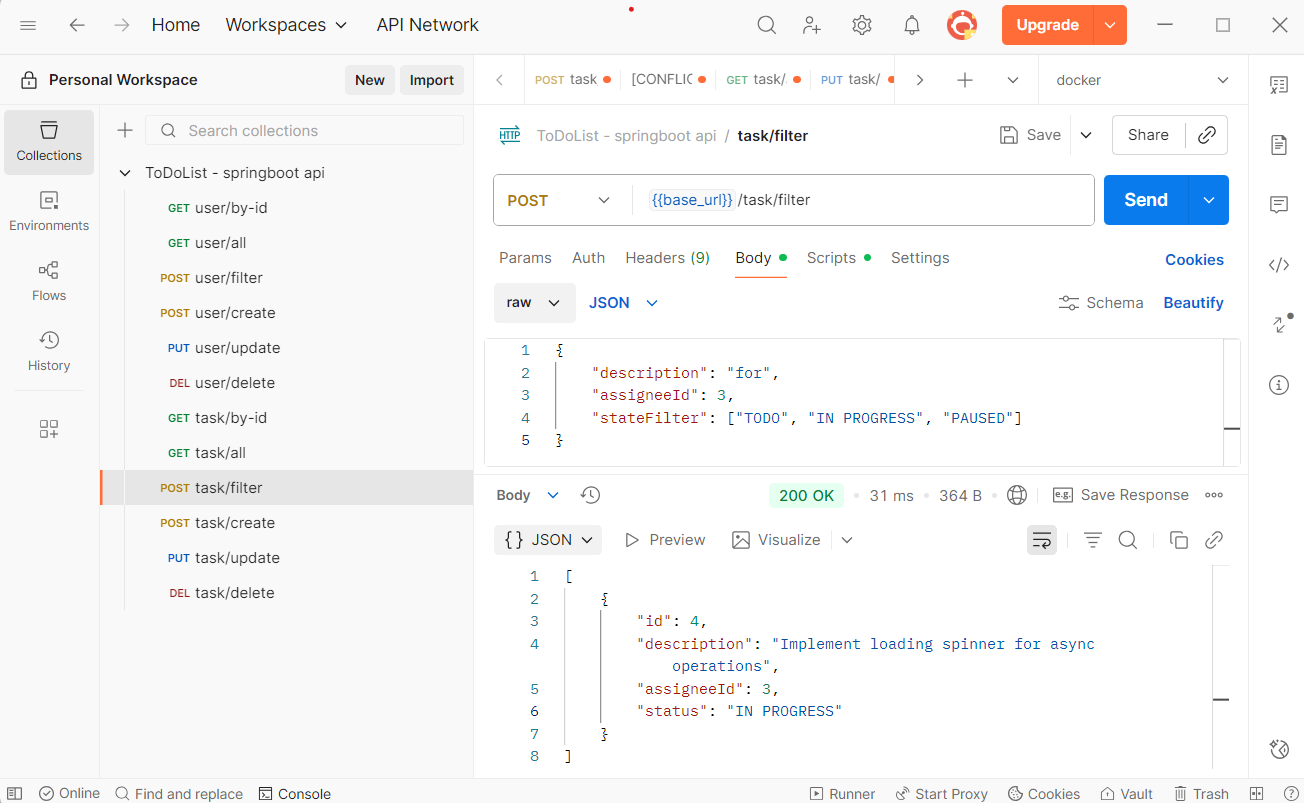 Home Workspaces API Network Upgrade
Personal Workspace New Import
POST task [CONFLIC GET task/. PUT task/ docker
Collections
Environments
Flows
History
Search collections
ToDoList - springboot api
GET user/by-id
GET user/all
POST user/filter
POST user/create
PUT user/update
DEL user/delete
GET task/by-id
GET task/all
POST task/filter
POST task/create
PUT task/update
DEL task/delete
HTTP ToDoList - springboot api / task/filter Save Share
POST {{base_url}}/task/filter Send
Params Auth Headers (9) Body Scripts Settings Cookies
raw JSON Schema Beautify
1 {
2 "description": "for",
3 "assigneeId": 3,
4 "stateFilter": ["TODO", "IN PROGRESS", "PAUSED"]
5 }
Body 200 OK • 31 ms • 364 B • e.g. Save Response
{} JSON Preview Visualize
1 [
2 {
3 "id": 4,
4 "description": "Implement loading spinner for async
operations",
5 "assigneeId": 3,
6 "status": "IN PROGRESS"
7 }
8 ]
Online Find and replace Console Runner Start Proxy Cookies Vault Trash